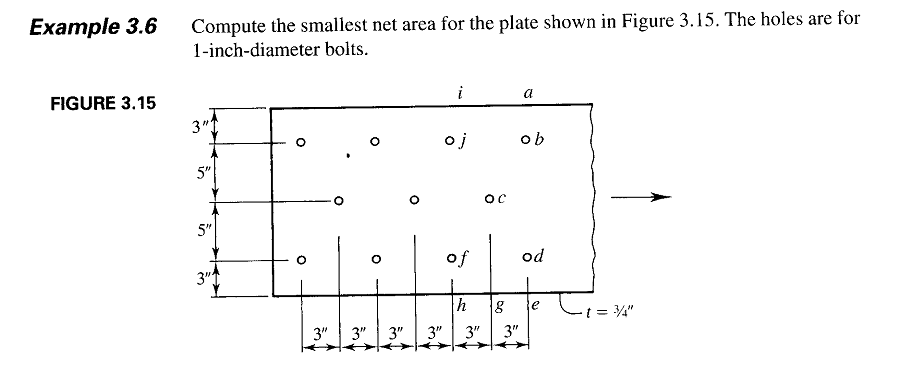 Example 3.6
Compute the smallest net area for the plate shown in Figure 3.15. The holes are for
1-inch-diameter bolts.
FIGURE 3.15
i a
3"
j b
5"
c
5"
f d
3"
h g e
t = ¾"
3" 3" 3" 3" 3" 3"